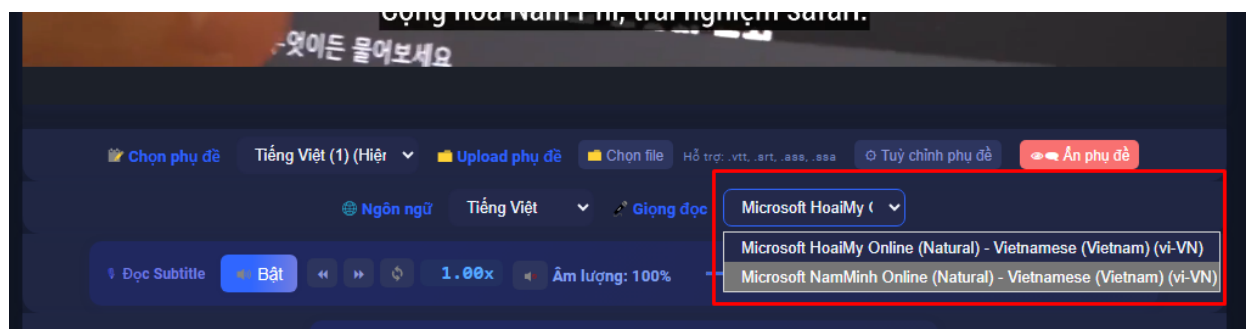 Cộng hòa Nam Phi, trải nghiệm safari.
엇이든 물어보세요
Chọn phụ đề Tiếng Việt (1) (Hiện Upload phụ đề Chọn file Hỗ trợ: .vtt, .srt, .ass, .ssa Tuỳ chỉnh phụ đề Ẩn phụ đề
Ngôn ngữ Tiếng Việt Giọng đọc Microsoft HoaiMy (
Microsoft HoaiMy Online (Natural) - Vietnamese (Vietnam) (vi-VN)
Đọc Subtitle Bật 1.00x Âm lượng: 100%
Microsoft NamMinh Online (Natural) - Vietnamese (Vietnam) (vi-VN)